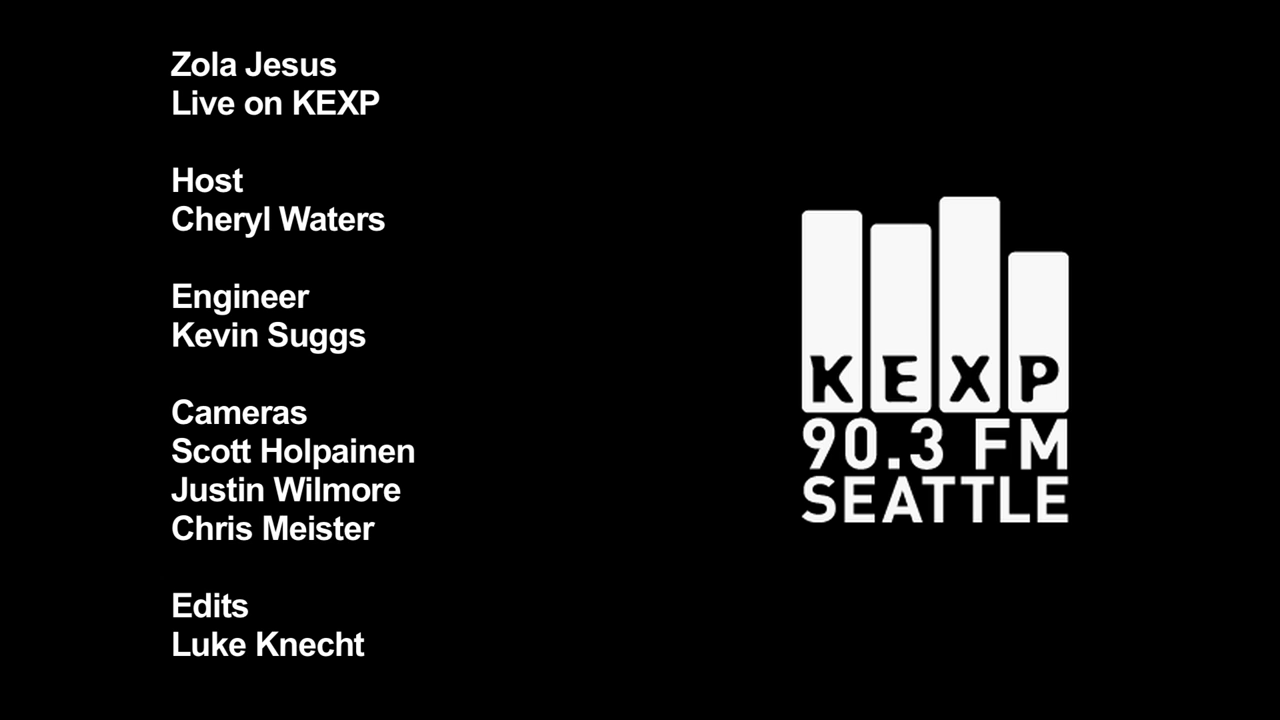 Zola Jesus
Live on KEXP
Host
Cheryl Waters
Engineer
Kevin Suggs
Cameras
Scott Holpainen
Justin Wilmore
Chris Meister
Edits
Luke Knecht
KEXP
90.3 FM
SEATTLE